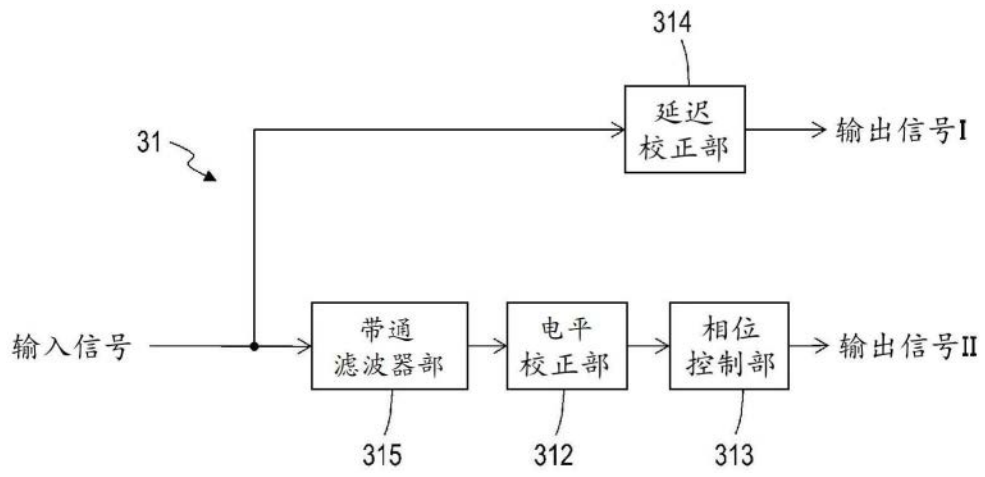 314
延迟
校正部
输出信号I
31
输入信号
带通
滤波器部
电平
校正部
相位
控制部
输出信号II
315
312
313